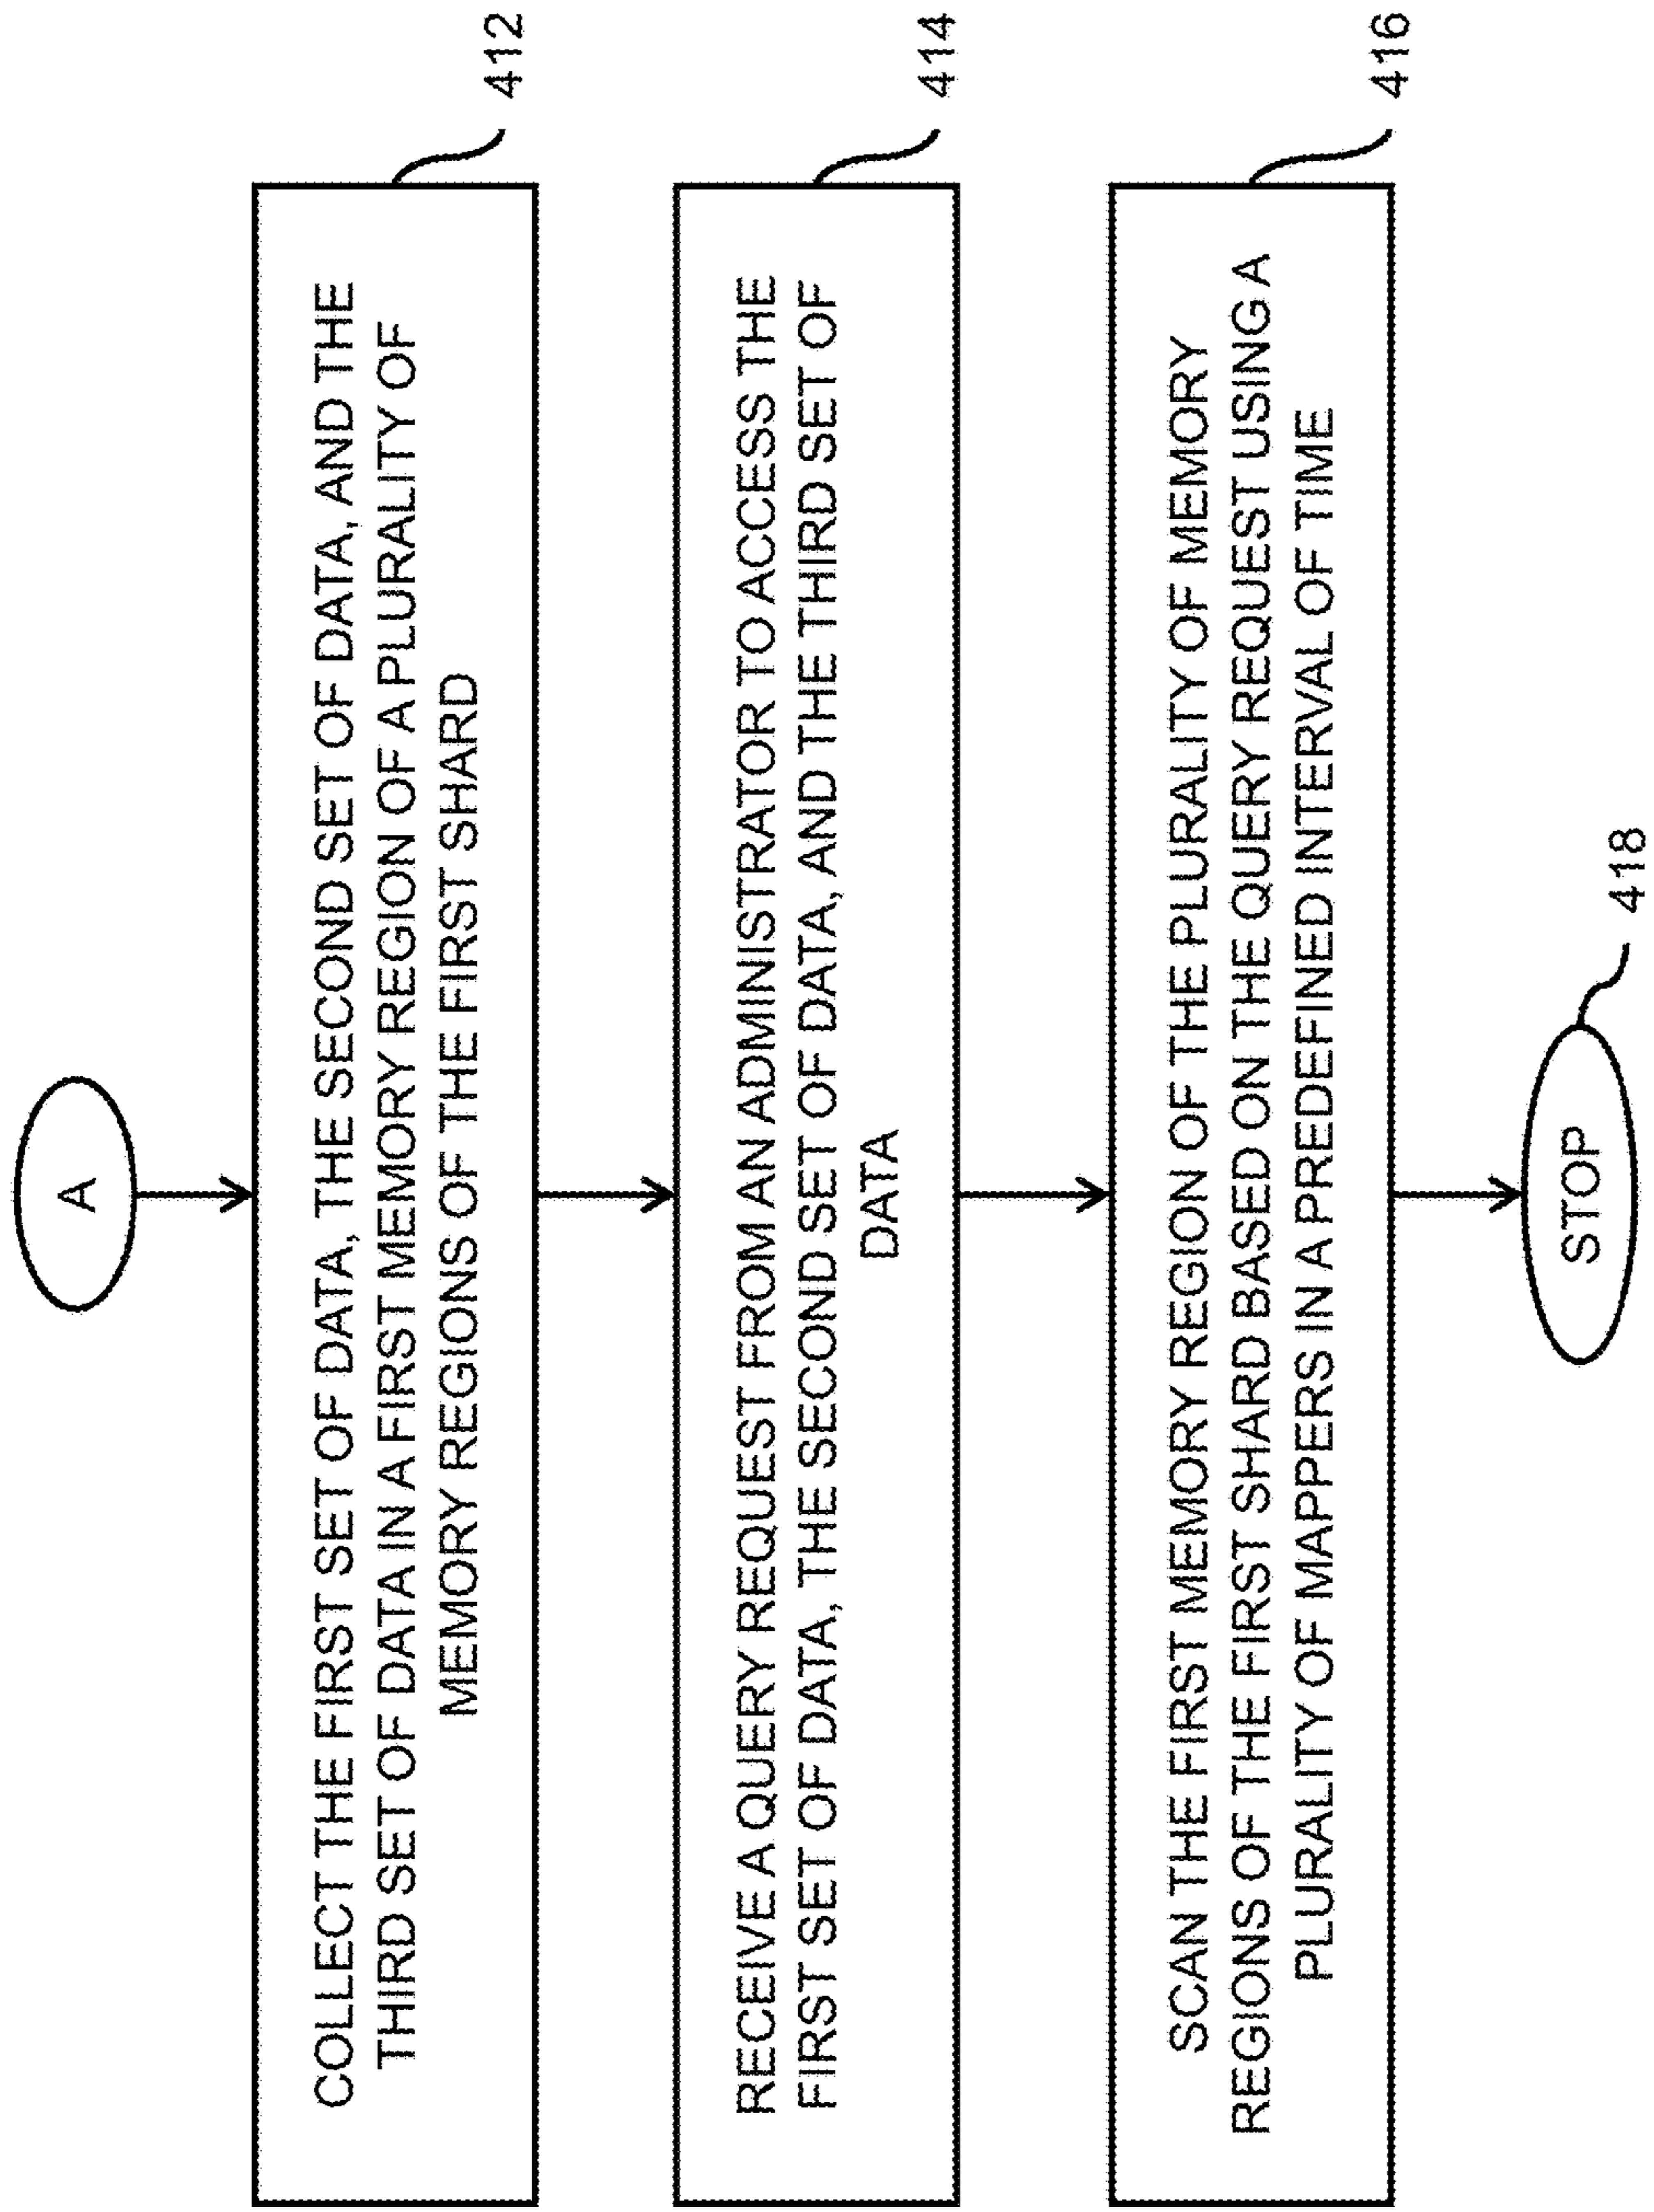 A
COLLECT THE FIRST SET OF DATA, THE SECOND SET OF DATA, AND THE
THIRD SET OF DATA IN A FIRST MEMORY REGION OF A PLURALITY OF
MEMORY REGIONS OF THE FIRST SHARD
412
RECEIVE A QUERY REQUEST FROM AN ADMINISTRATOR TO ACCESS THE
FIRST SET OF DATA, THE SECOND SET OF DATA, AND THE THIRD SET OF
DATA
414
SCAN THE FIRST MEMORY REGION OF THE PLURALITY OF MEMORY
REGIONS OF THE FIRST SHARD BASED ON THE QUERY REQUEST USING A
PLURALITY OF MAPPERS IN A PREDEFINED INTERVAL OF TIME
416
STOP
418